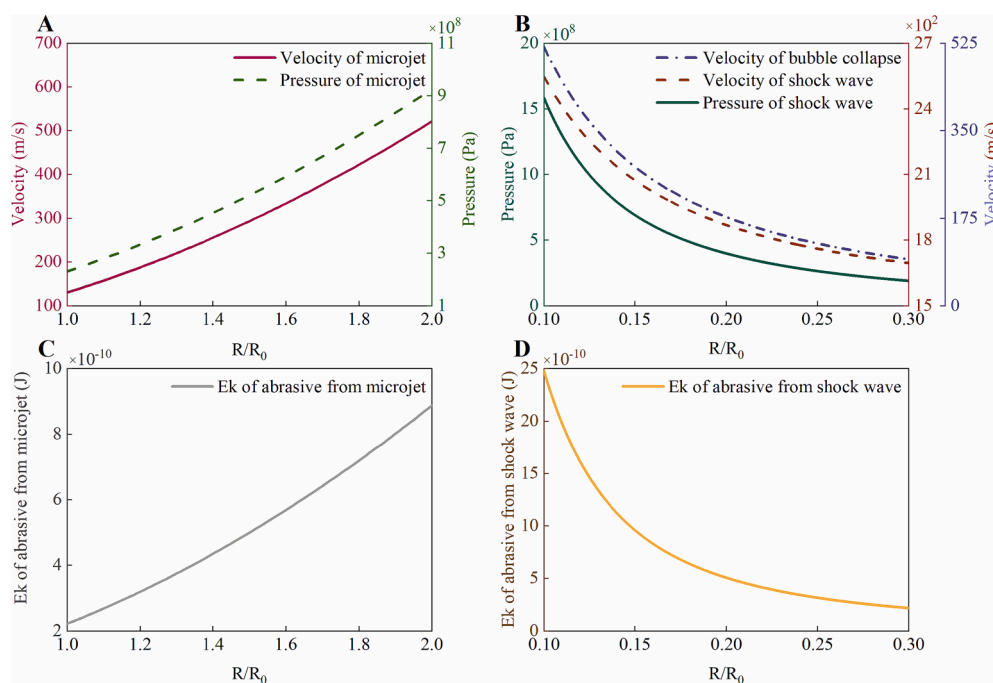 A
B
×10⁸
×10⁸
×10²
700
600
500
400
300
200
100
Velocity (m/s)
Velocity of microjet
Pressure of microjet
11
9
7
5
3
1
Pressure (Pa)
1.0 1.2 1.4 1.6 1.8 2.0
R/R₀
20
15
10
5
0
Pressure (Pa)
Velocity of bubble collapse
Velocity of shock wave
Pressure of shock wave
27
24
21
18
15
Velocity (m/s)
525
350
175
0
Velocity (m/s)
0.10 0.15 0.20 0.25 0.30
R/R₀
C
×10⁻10
10
8
6
4
2
Ek of abrasive from microjet (J)
Ek of abrasive from microjet
1.0 1.2 1.4 1.6 1.8 2.0
R/R₀
D
×10⁻10
25
20
15
10
5
0
Ek of abrasive from shock wave (J)
Ek of abrasive from shock wave
0.10 0.15 0.20 0.25 0.30
R/R₀